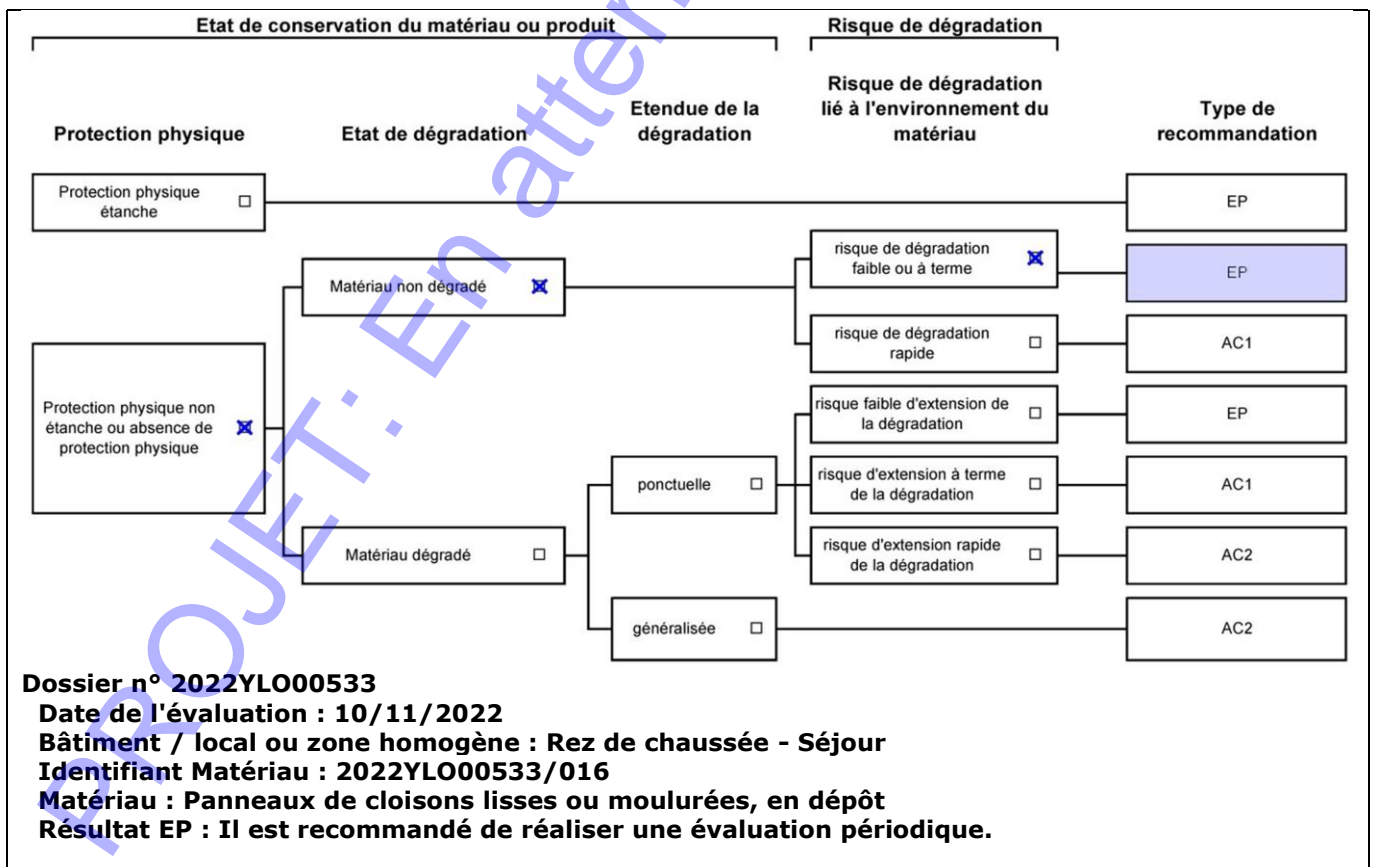 Etat de conservation du matériau ou produit
Risque de dégradation
Protection physique
Etat de dégradation
Etendue de la
dégradation
Risque de dégradation
lié à l'environnement du
matériau
Type de
recommandation
Protection physique
étanche
EP
risque de dégradation
faible ou à terme
EP
Matériau non dégradé
risque de dégradation
rapide
AC1
Protection physique non
étanche ou absence de
protection physique
risque faible d'extension de
la dégradation
EP
ponctuelle
risque d'extension à terme
de la dégradation
AC1
Matériau dégradé
risque d'extension rapide
de la dégradation
AC2
généralisée
AC2
Dossier n° 2022YLO00533
Date de l'évaluation : 10/11/2022
Bâtiment / local ou zone homogène : Rez de chaussée - Séjour
Identifiant Matériau : 2022YLO00533/016
Matériau : Panneaux de cloisons lisses ou moulurées, en dépôt
Résultat EP : Il est recommandé de réaliser une évaluation périodique.
PROJET: En atten